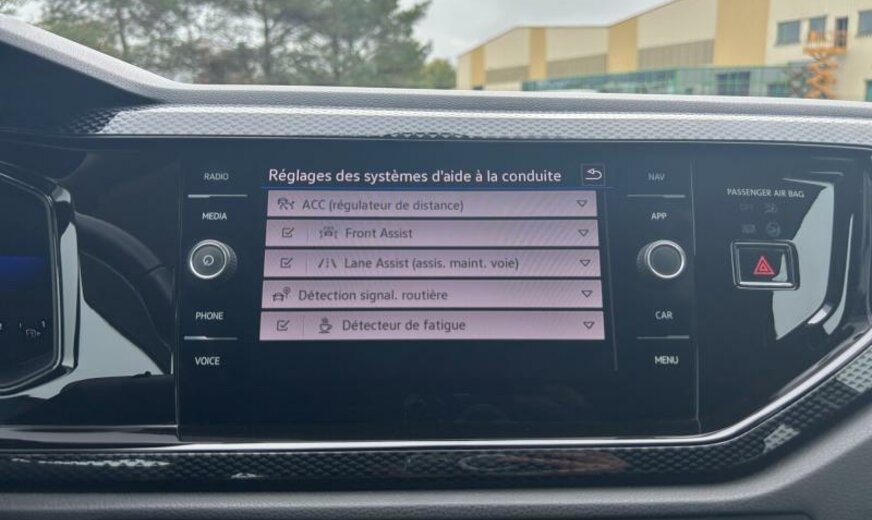 RADIO
MEDIA
PHONE
VOICE
Réglages des systèmes d'aide à la conduite
ACC (régulateur de distance)
Front Assist
Lane Assist (assis. maint. voie)
Détection signal. routière
Détecteur de fatigue
NAV
APP
CAR
MENU
PASSENGER AIR BAG